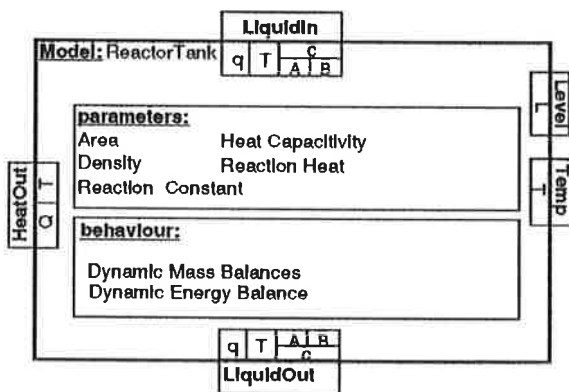 LiquidIn
Model: ReactorTank
q T C
A B
Level
L
parameters:
Area Heat Capacitivity
Density Reaction Heat
Reaction Constant
HeatOut
T
Q
Temp
T
behaviour:
Dynamic Mass Balances
Dynamic Energy Balance
q T A B
C
LiquidOut